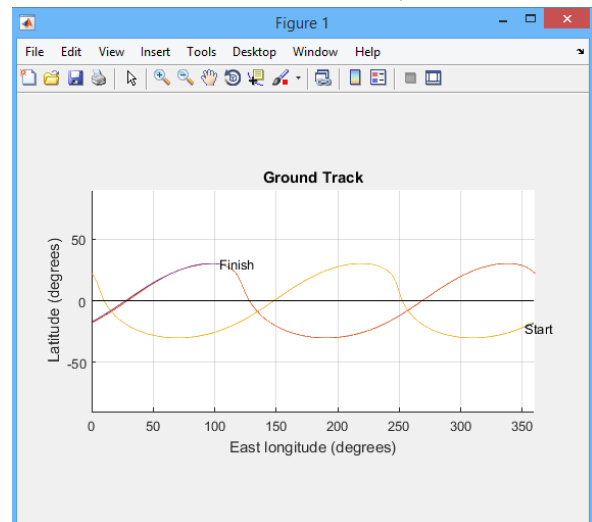 Figure 1
File Edit View Insert Tools Desktop Window Help
Ground Track
Latitude (degrees)
50
0
-50
Finish
Start
0 50 100 150 200 250 300 350
East longitude (degrees)